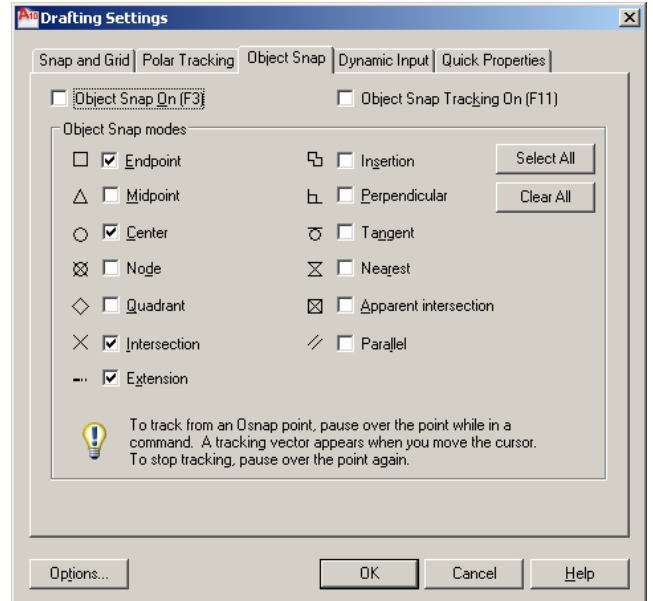 A10 Drafting Settings
Snap and Grid Polar Tracking Object Snap Dynamic Input Quick Properties
Object Snap On (F3) Object Snap Tracking On (F11)
Object Snap modes
Endpoint Insertion Select All
Midpoint Perpendicular Clear All
Center Tangent
Node Nearest
Quadrant Apparent intersection
Intersection Parallel
Extension
To track from an Osnap point, pause over the point while in a
command. A tracking vector appears when you move the cursor.
To stop tracking, pause over the point again.
Options... OK Cancel Help